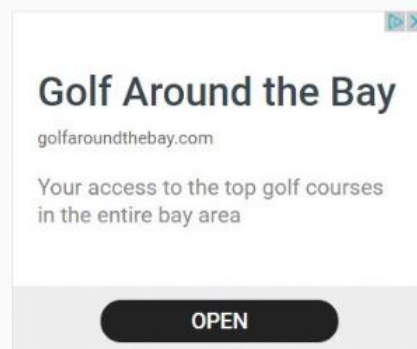 Golf Around the Bay
golfaroundthebay.com
Your access to the top golf courses
in the entire bay area
OPEN